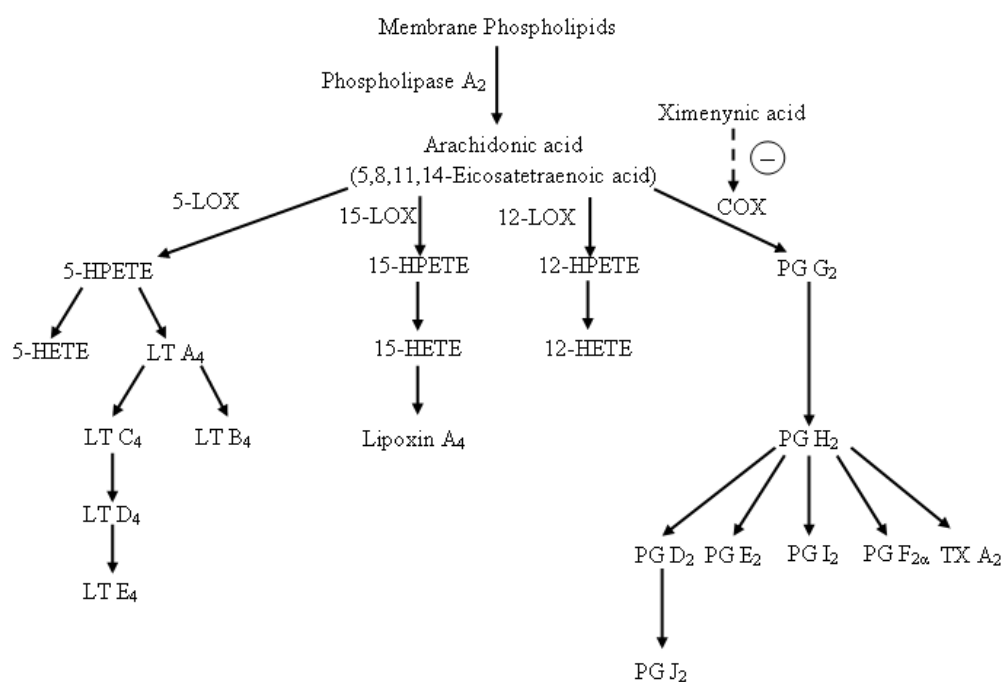 Membrane Phospholipids
Phospholipase A₂
Ximenynic acid
Arachidonic acid
(5,8,11,14-Eicosatetraenoic acid)
−
5-LOX
15-LOX
12-LOX
COX
5-HPETE
15-HPETE
12-HPETE
PG G₂
5-HETE
LT A₄
15-HETE
12-HETE
LT C₄
LT B₄
Lipoxin A₄
PG H₂
LT D₄
PG D₂
PG E₂
PG I₂
PG F₂α
TX A₂
LT E₄
PG J₂